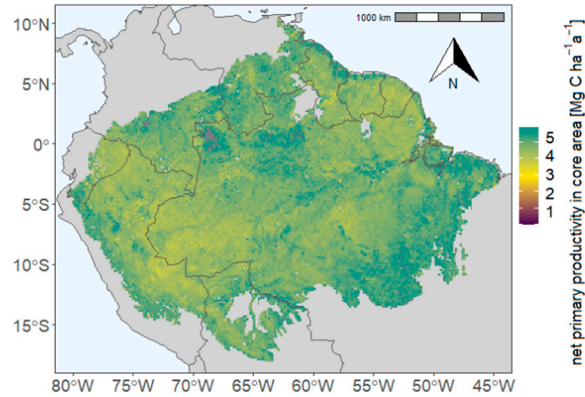 10°N
5°N
0°
5°S
10°S
15°S
80°W 75°W 70°W 65°W 60°W 55°W 50°W 45°W
1000 km
N
net primary productivity in core area [Mg C ha⁻¹a⁻¹]
5
4
3
2
1